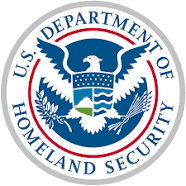 U.S. DEPARTMENT OF
HOMELAND SECURITY